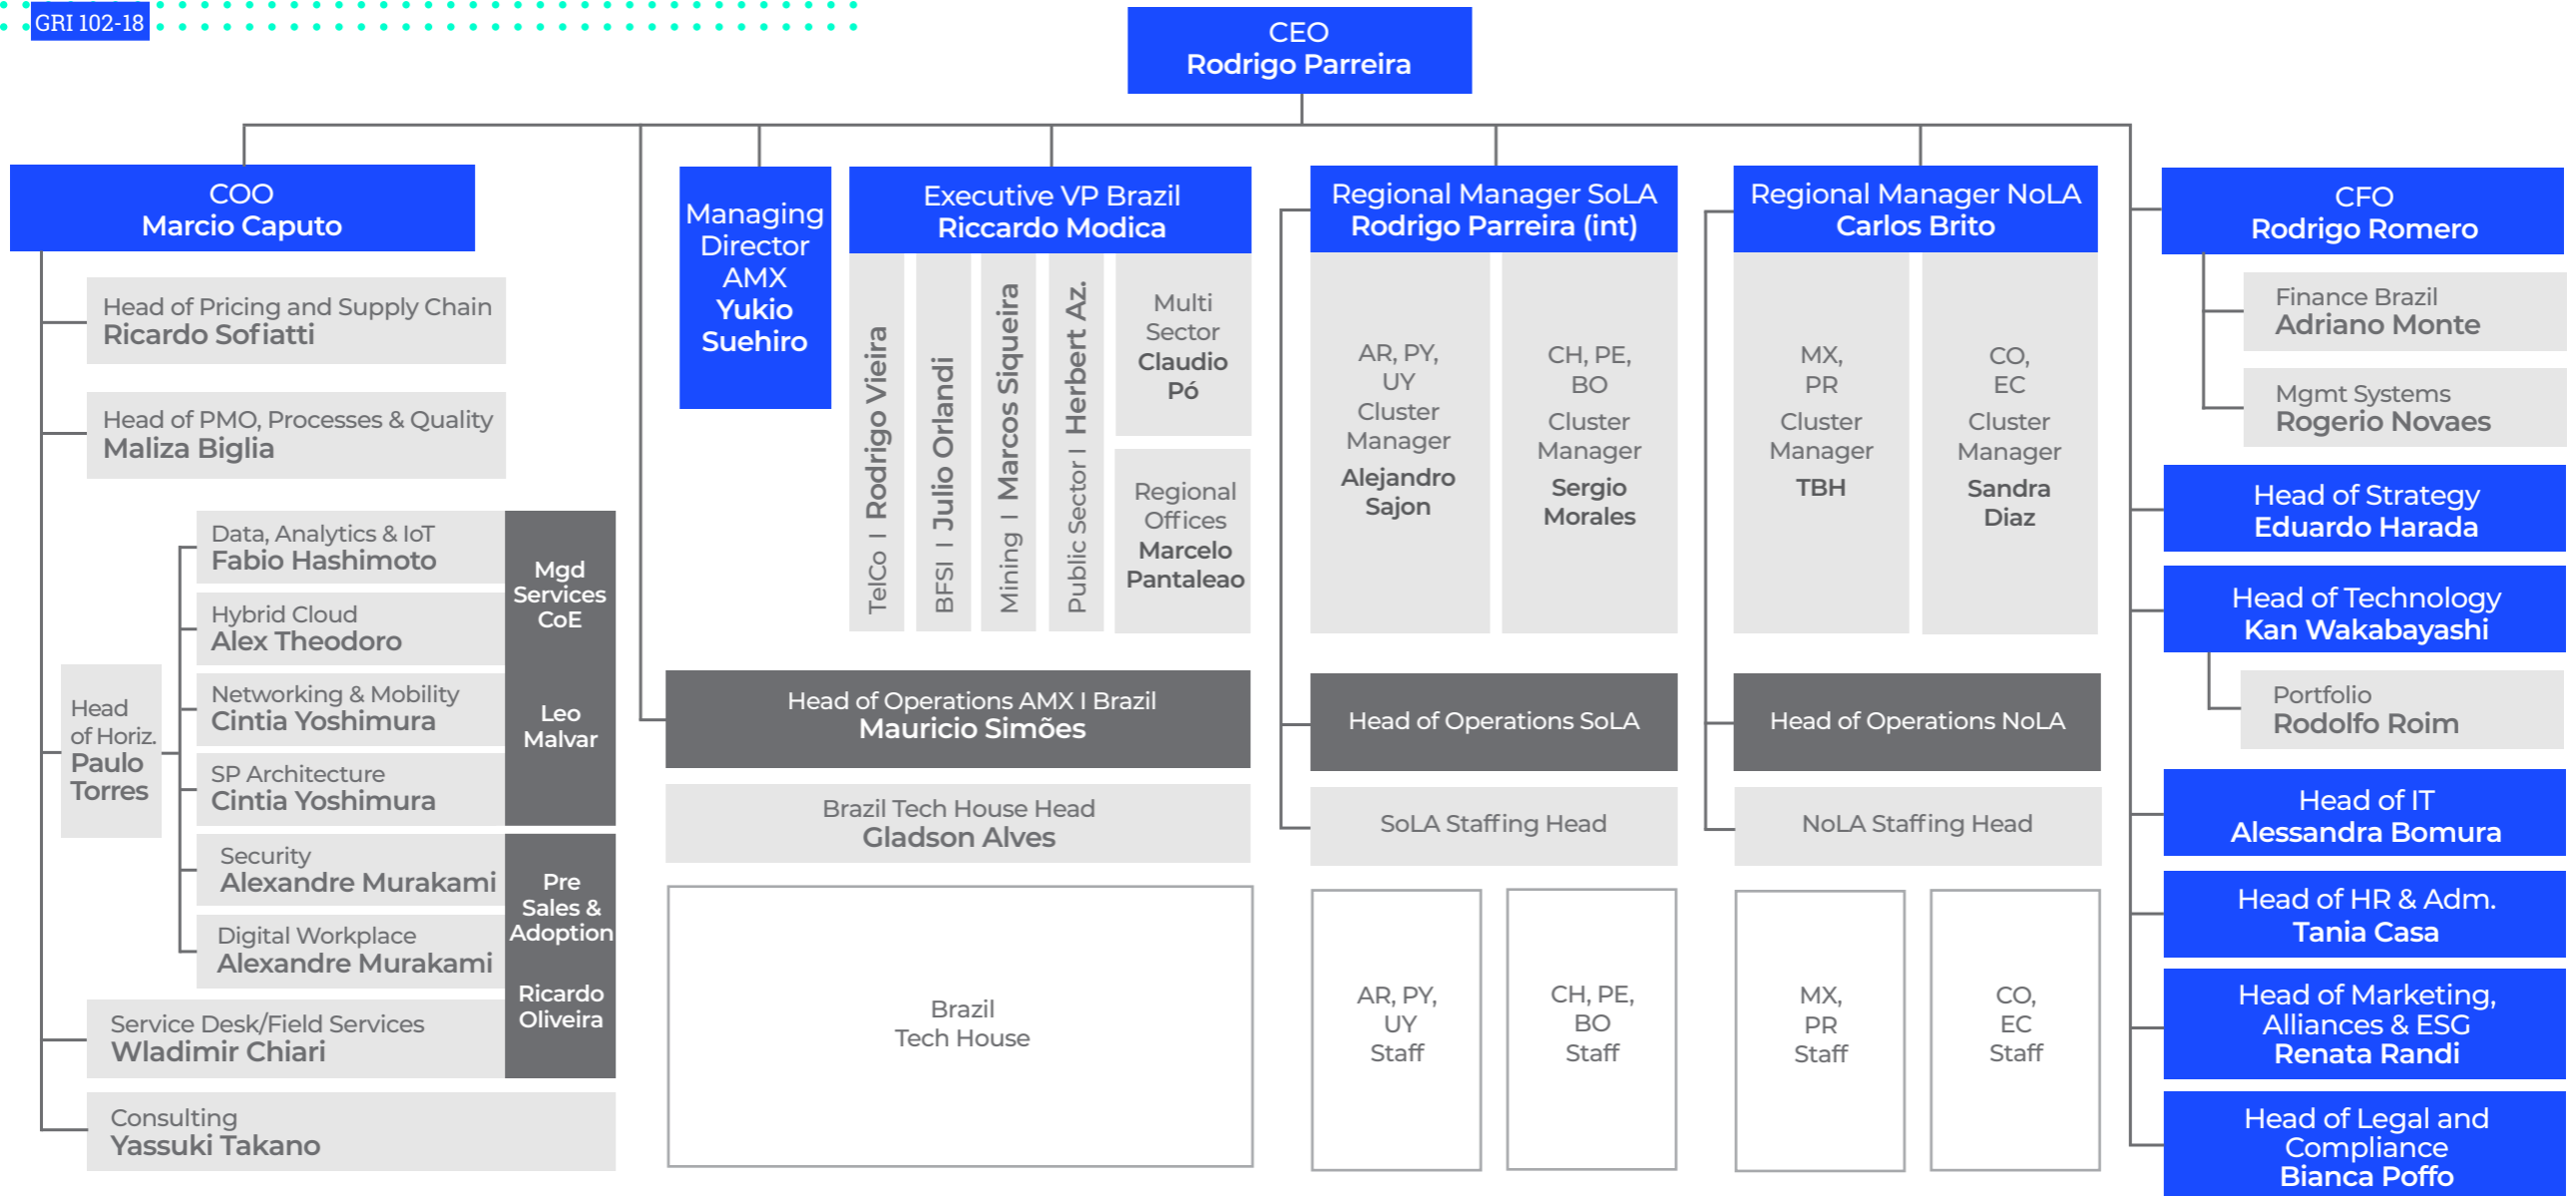 GRI 102-18
CEO
Rodrigo Parreira
COO
Marcio Caputo
Head of Pricing and Supply Chain
Ricardo Sofiatti
Head of PMO, Processes & Quality
Maliza Biglia
Head
of Horiz.
Paulo
Torres
Data, Analytics & IoT
Fabio Hashimoto
Hybrid Cloud
Alex Theodoro
Networking & Mobility
Cintia Yoshimura
SP Architecture
Cintia Yoshimura
Security
Alexandre Murakami
Digital Workplace
Alexandre Murakami
Mgd
Services
CoE
Leo
Malvar
Pre
Sales &
Adoption
Ricardo
Oliveira
Service Desk/Field Services
Wladimir Chiari
Consulting
Yassuki Takano
Managing
Director
AMX
Yukio
Suehiro
Executive VP Brazil
Riccardo Modica
TelCo I Rodrigo Vieira
BFSI I Julio Orlandi
Mining I Marcos Siqueira
Public Sector I Herbert Az.
Multi
Sector
Claudio
Pó
Regional
Offices
Marcelo
Pantaleao
Head of Operations AMX I Brazil
Mauricio Simões
Brazil Tech House Head
Gladson Alves
Brazil
Tech House
Regional Manager SoLA
Rodrigo Parreira (int)
AR, PY,
UY
Cluster
Manager
Alejandro
Sajon
CH, PE,
BO
Cluster
Manager
Sergio
Morales
Head of Operations SoLA
SoLA Staffing Head
AR, PY,
UY
Staff
CH, PE,
BO
Staff
Regional Manager NoLA
Carlos Brito
MX,
PR
Cluster
Manager
TBH
CO,
EC
Cluster
Manager
Sandra
Diaz
Head of Operations NoLA
NoLA Staffing Head
MX,
PR
Staff
CO,
EC
Staff
CFO
Rodrigo Romero
Finance Brazil
Adriano Monte
Mgmt Systems
Rogerio Novaes
Head of Strategy
Eduardo Harada
Head of Technology
Kan Wakabayashi
Portfolio
Rodolfo Roim
Head of IT
Alessandra Bomura
Head of HR & Adm.
Tania Casa
Head of Marketing,
Alliances & ESG
Renata Randi
Head of Legal and
Compliance
Bianca Poffo